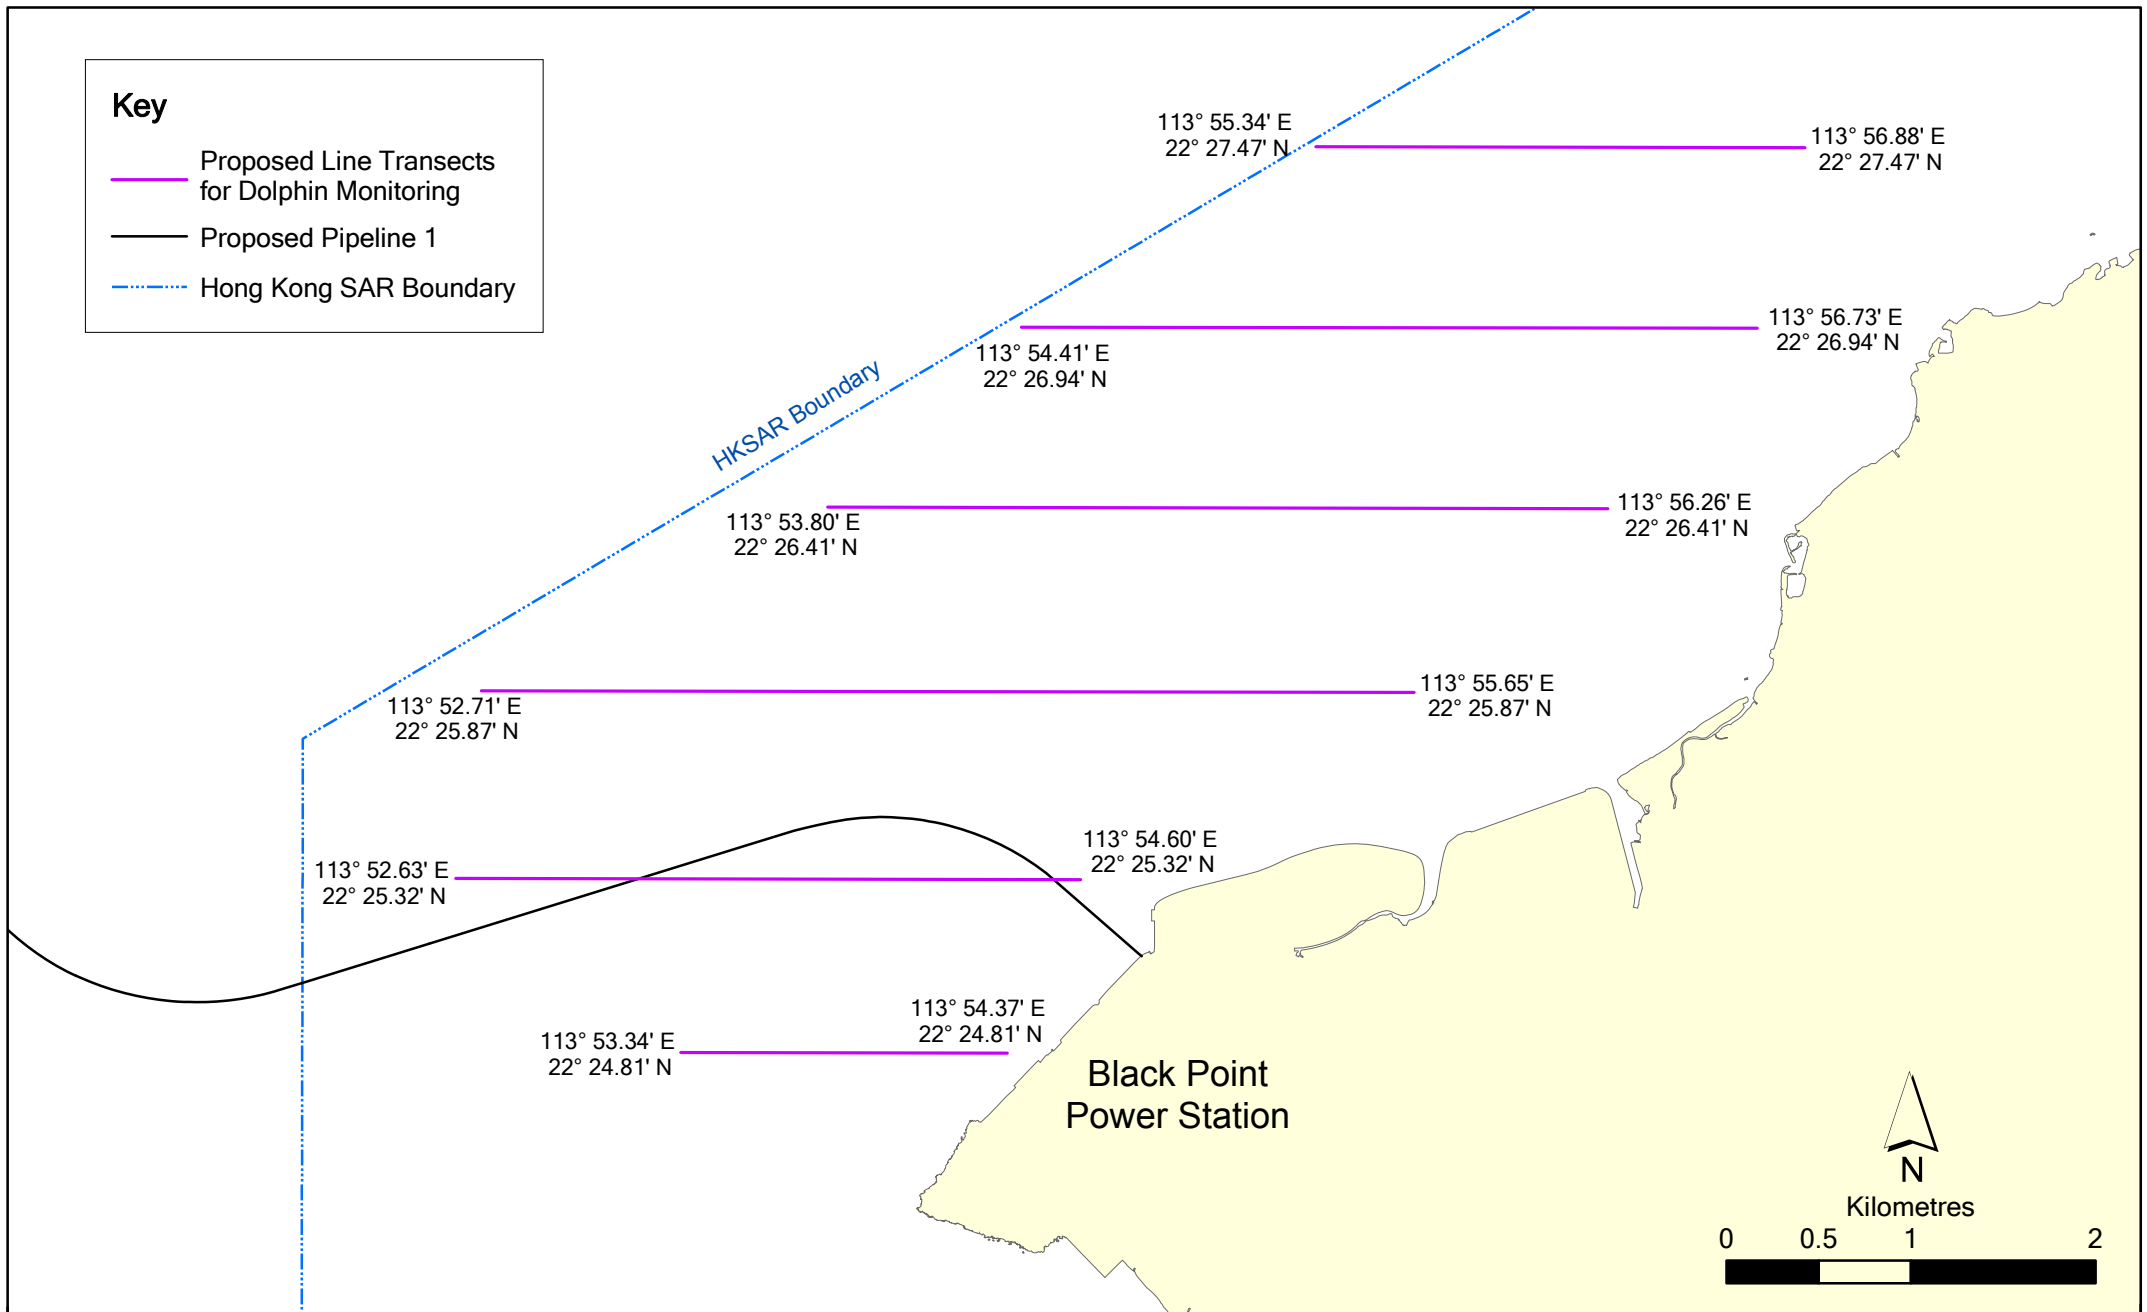 Key
Proposed Line Transects
for Dolphin Monitoring
Proposed Pipeline 1
Hong Kong SAR Boundary
113° 55.34' E
22° 27.47' N
113° 56.88' E
22° 27.47' N
113° 56.73' E
22° 26.94' N
113° 54.41' E
22° 26.94' N
HKSAR Boundary
113° 53.80' E
22° 26.41' N
113° 56.26' E
22° 26.41' N
113° 52.71' E
22° 25.87' N
113° 55.65' E
22° 25.87' N
113° 54.60' E
22° 25.32' N
113° 52.63' E
22° 25.32' N
113° 54.37' E
22° 24.81' N
113° 53.34' E
22° 24.81' N
Black Point
Power Station
N
Kilometres
0 0.5 1 2